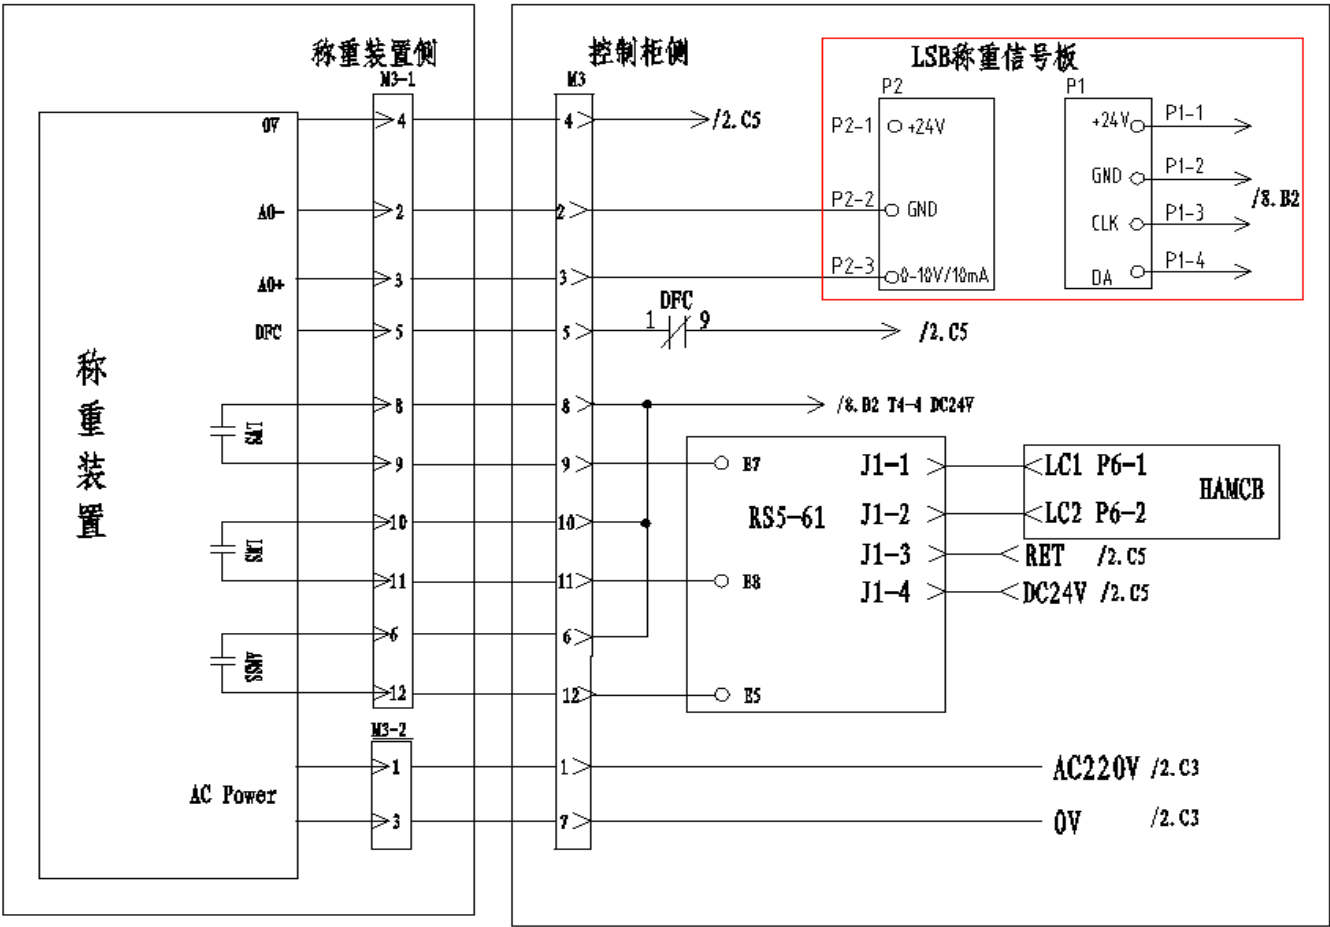 称重装置侧
控制柜侧
LSB称重信号板
M3-1
M3
P2
P1
0V
4
4
/2.C5
P2-1
+24V
+24V
P1-1
GND
P1-2
/8.B2
A0-
2
2
P2-2
GND
CLK
P1-3
A0+
3
3
P2-3
0-10V/10mA
DA
P1-4
DFC
5
5
DFC
1
9
/2.C5
称重装置
8
8
/8.B2 T4-4 DC24V
9
9
E7
J1-1
LC1 P6-1
HAMCB
10
10
RS5-61
J1-2
LC2 P6-2
J1-3
RET
/2.C5
11
11
E8
J1-4
DC24V
/2.C5
6
6
12
12
E5
M3-2
1
1
AC220V
/2.C3
AC Power
3
7
0V
/2.C3